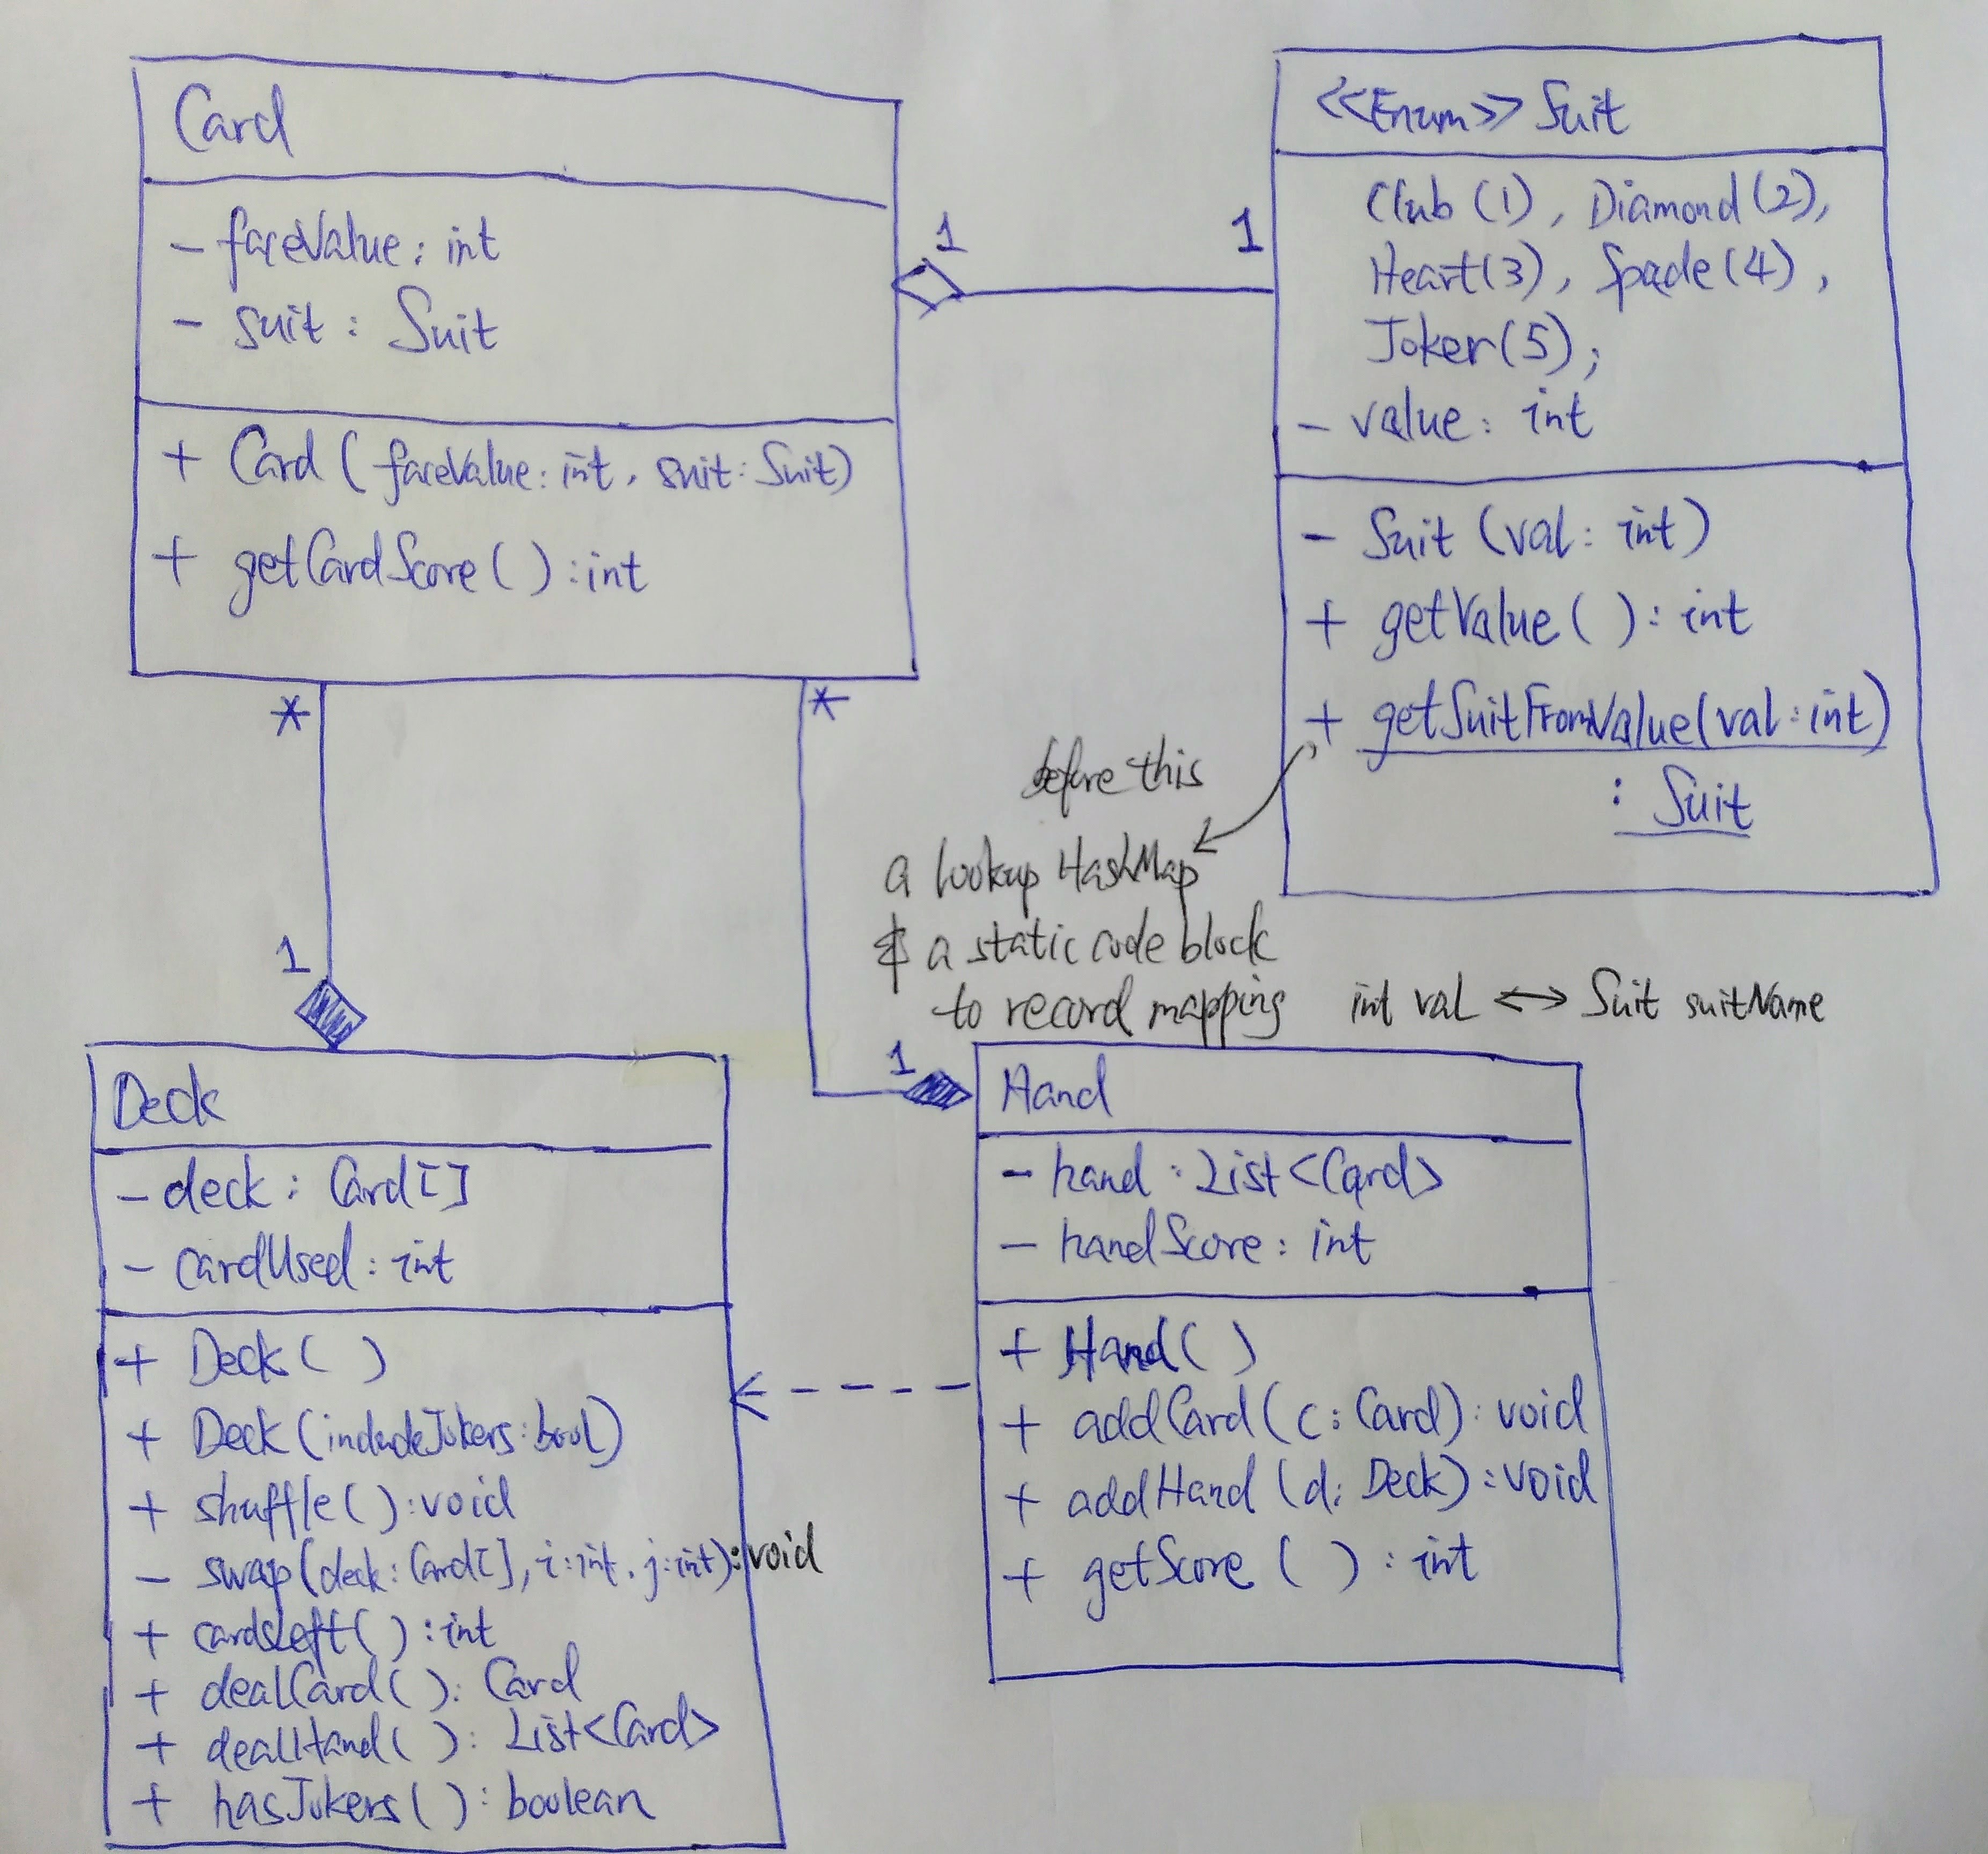 Card
- faceValue: int
- suit: Suit
+ Card(faceValue: int, suit: Suit)
+ getCardScore(): int
1
1
<<Enum>> Suit
Club(1), Diamond(2),
Heart(3), Spade(4),
Joker(5);
- value: int
- Suit(val: int)
+ getValue(): int
+ getSuitFromValue(val: int)
: Suit
*
*
before this
a lookup HashMap
& a static code block
to record mapping int val <-> Suit suitName
1
1
Deck
- deck: Card[]
- cardUsed: int
+ Deck()
+ Deck(includeJokers: bool)
+ shuffle(): void
- swap(deck: Card[], i: int, j: int): void
+ cardsLeft(): int
+ dealCard(): Card
+ dealHand(): List<Card>
+ hasJokers(): boolean
Hand
- hand: List<Card>
- handScore: int
+ Hand()
+ addCard(c: Card): void
+ addHand(d: Deck): void
+ getScore(): int